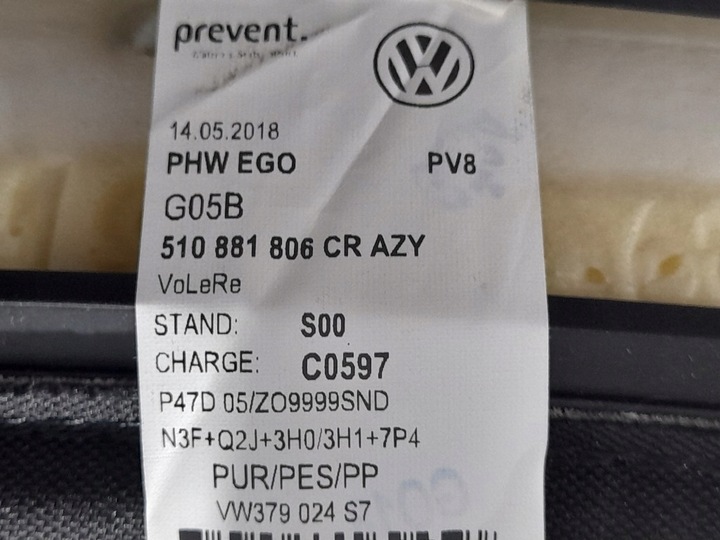 prevent.
14.05.2018
PHW EGO PV8
G05B
510 881 806 CR AZY
VoLeRe
STAND: S00
CHARGE: C0597
P47D 05/ZO9999SND
N3F+Q2J+3H0/3H1+7P4
PUR/PES/PP
VW379 024 S7